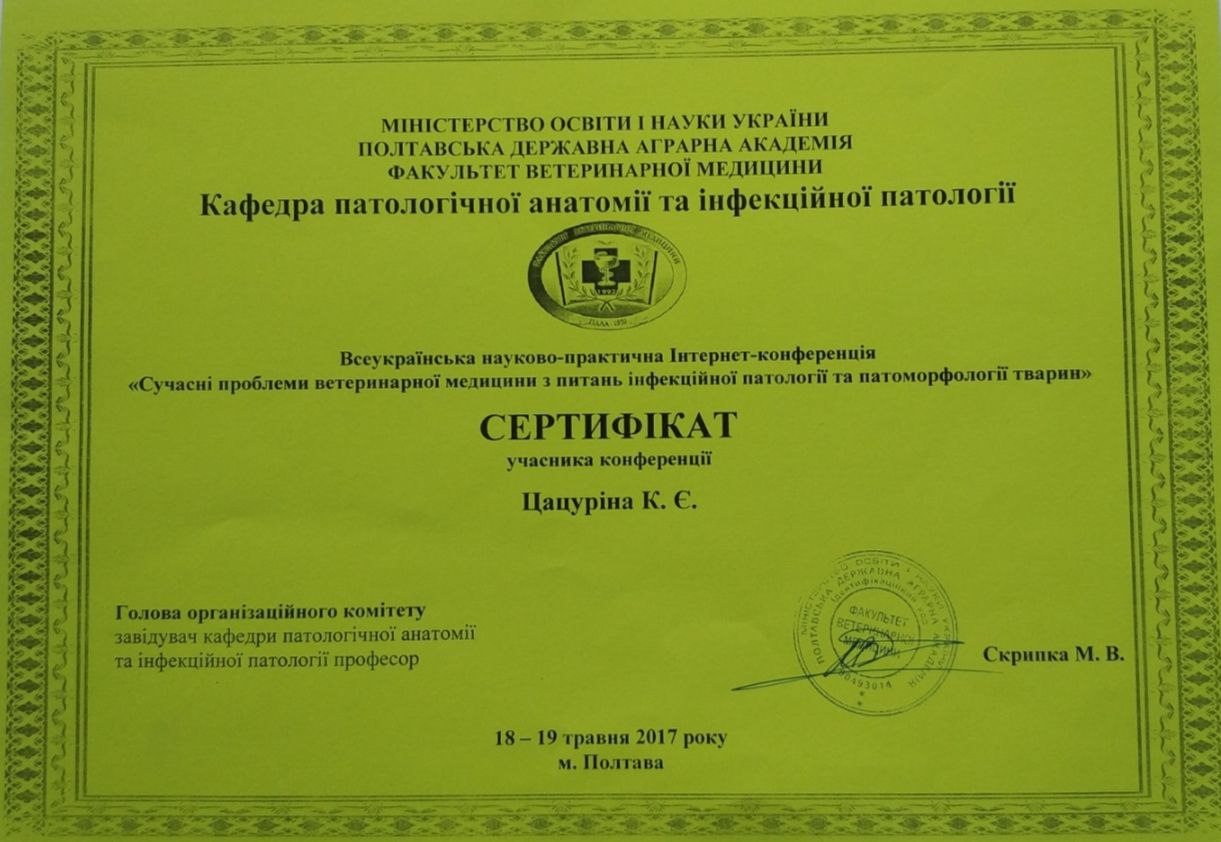 МІНІСТЕРСТВО ОСВІТИ І НАУКИ УКРАЇНИ
ПОЛТАВСЬКА ДЕРЖАВНА АГРАРНА АКАДЕМІЯ
ФАКУЛЬТЕТ ВЕТЕРИНАРНОЇ МЕДИЦИНИ
Кафедра патологічної анатомії та інфекційної патології
ФАКУЛЬТЕТ ВЕТЕРИНАРНОЇ МЕДИЦИНИ
1992
Всеукраїнська науково-практична Інтернет-конференція
«Сучасні проблеми ветеринарної медицини з питань інфекційної патології та патоморфології тварин»
СЕРТИФІКАТ
учасника конференції
Цацуріна К. Є.
Голова організаційного комітету
завідувач кафедри патологічної анатомії
та інфекційної патології професор
МІНІСТЕРСТВО ОСВІТИ І НАУКИ УКРАЇНИ
ПОЛТАВСЬКА ДЕРЖАВНА АГРАРНА АКАДЕМІЯ
Ідентифікаційний код
00493014
ФАКУЛЬТЕТ
ВЕТЕРИНАРНОЇ
МЕДИЦИНИ
Скрипка М. В.
18 – 19 травня 2017 року
м. Полтава